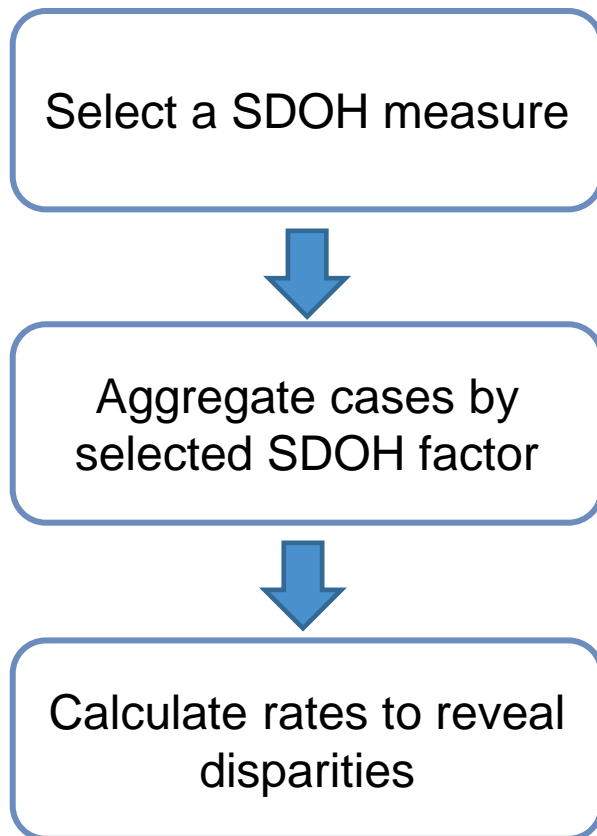 Select a SDOH measure
Aggregate cases by
selected SDOH factor
Calculate rates to reveal
disparities